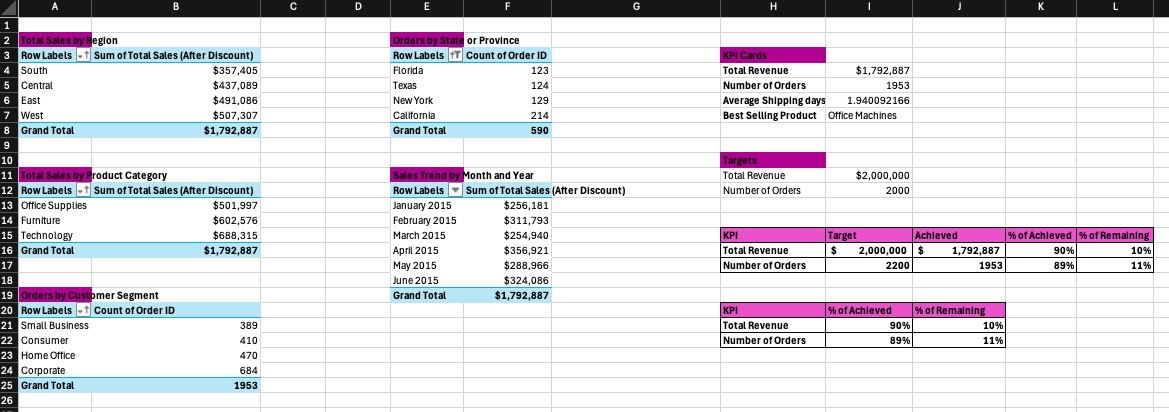 A B C D E F G H I J K L
1
2 Total Sales by Region Orders by State or Province
3 Row Labels Sum of Total Sales (After Discount) Row Labels Count of Order ID KPI Cards
4 South $357,405 Florida 123 Total Revenue $1,792,887
5 Central $437,089 Texas 124 Number of Orders 1953
6 East $491,086 New York 129 Average Shipping days 1.940092166
7 West $507,307 California 214 Best Selling Product Office Machines
8 Grand Total $1,792,887 Grand Total 590
9
10 Targets
11 Total Sales by Product Category Sales Trend by Month and Year Total Revenue $2,000,000
12 Row Labels Sum of Total Sales (After Discount) Row Labels Sum of Total Sales (After Discount) Number of Orders 2000
13 Office Supplies $501,997 January 2015 $256,181
14 Furniture $602,576 February 2015 $311,793
15 Technology $688,315 March 2015 $254,940 KPI Target Achieved % of Achieved % of Remaining
16 Grand Total $1,792,887 April 2015 $356,921 Total Revenue $ 2,000,000 $ 1,792,887 90% 10%
17 May 2015 $288,966 Number of Orders 2200 1953 89% 11%
18 June 2015 $324,086
19 Orders by Customer Segment Grand Total $1,792,887
20 Row Labels Count of Order ID KPI % of Achieved % of Remaining
21 Small Business 389 Total Revenue 90% 10%
22 Consumer 410 Number of Orders 89% 11%
23 Home Office 470
24 Corporate 684
25 Grand Total 1953
26